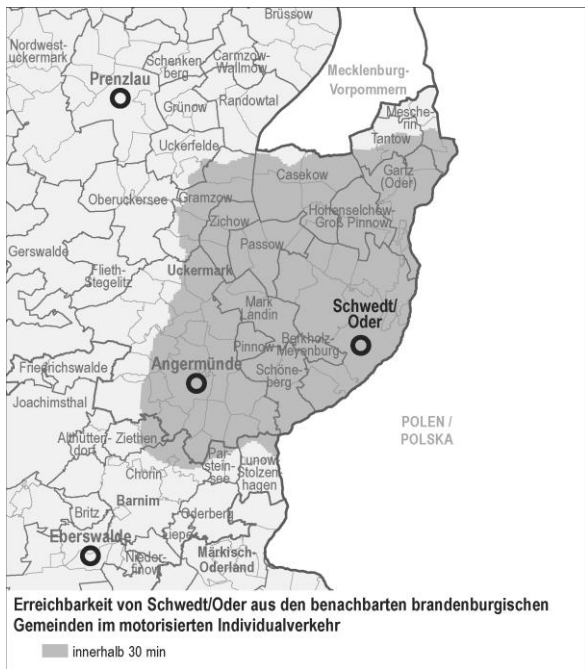 Brüssow
Nordwest-
uckermark
Schenken-
berg
Carmzow-
Wallmow
Prenzlau
Mecklenburg-
Vorpommern
Grünow
Randowtal
Mesche-
rin
Tantow
Uckerfelde
Casekow
Gartz
(Oder)
Oberuckersee
Gramzow
Hohenselchow-
Groß Pinnow
Zichow
Passow
Gerswalde
Flieth-
Stegelitz
Uckermark
Mark
Landin
Schwedt/
Oder
Berkholz-
Meyenburg
Pinnow
Friedrichswalde
Angermünde
Schöne-
berg
Joachimsthal
POLEN /
POLSKA
Althütten-
dorf
Ziethen
Par-
stein-
see
Lunow-
Stolzen-
hagen
Chorin
Barnim
Britz
Oderberg
Eberswalde
Liepe
Nieder-
finow
Märkisch-
Oderland
Erreichbarkeit von Schwedt/Oder aus den benachbarten brandenburgischen
Gemeinden im motorisierten Individualverkehr
innerhalb 30 min